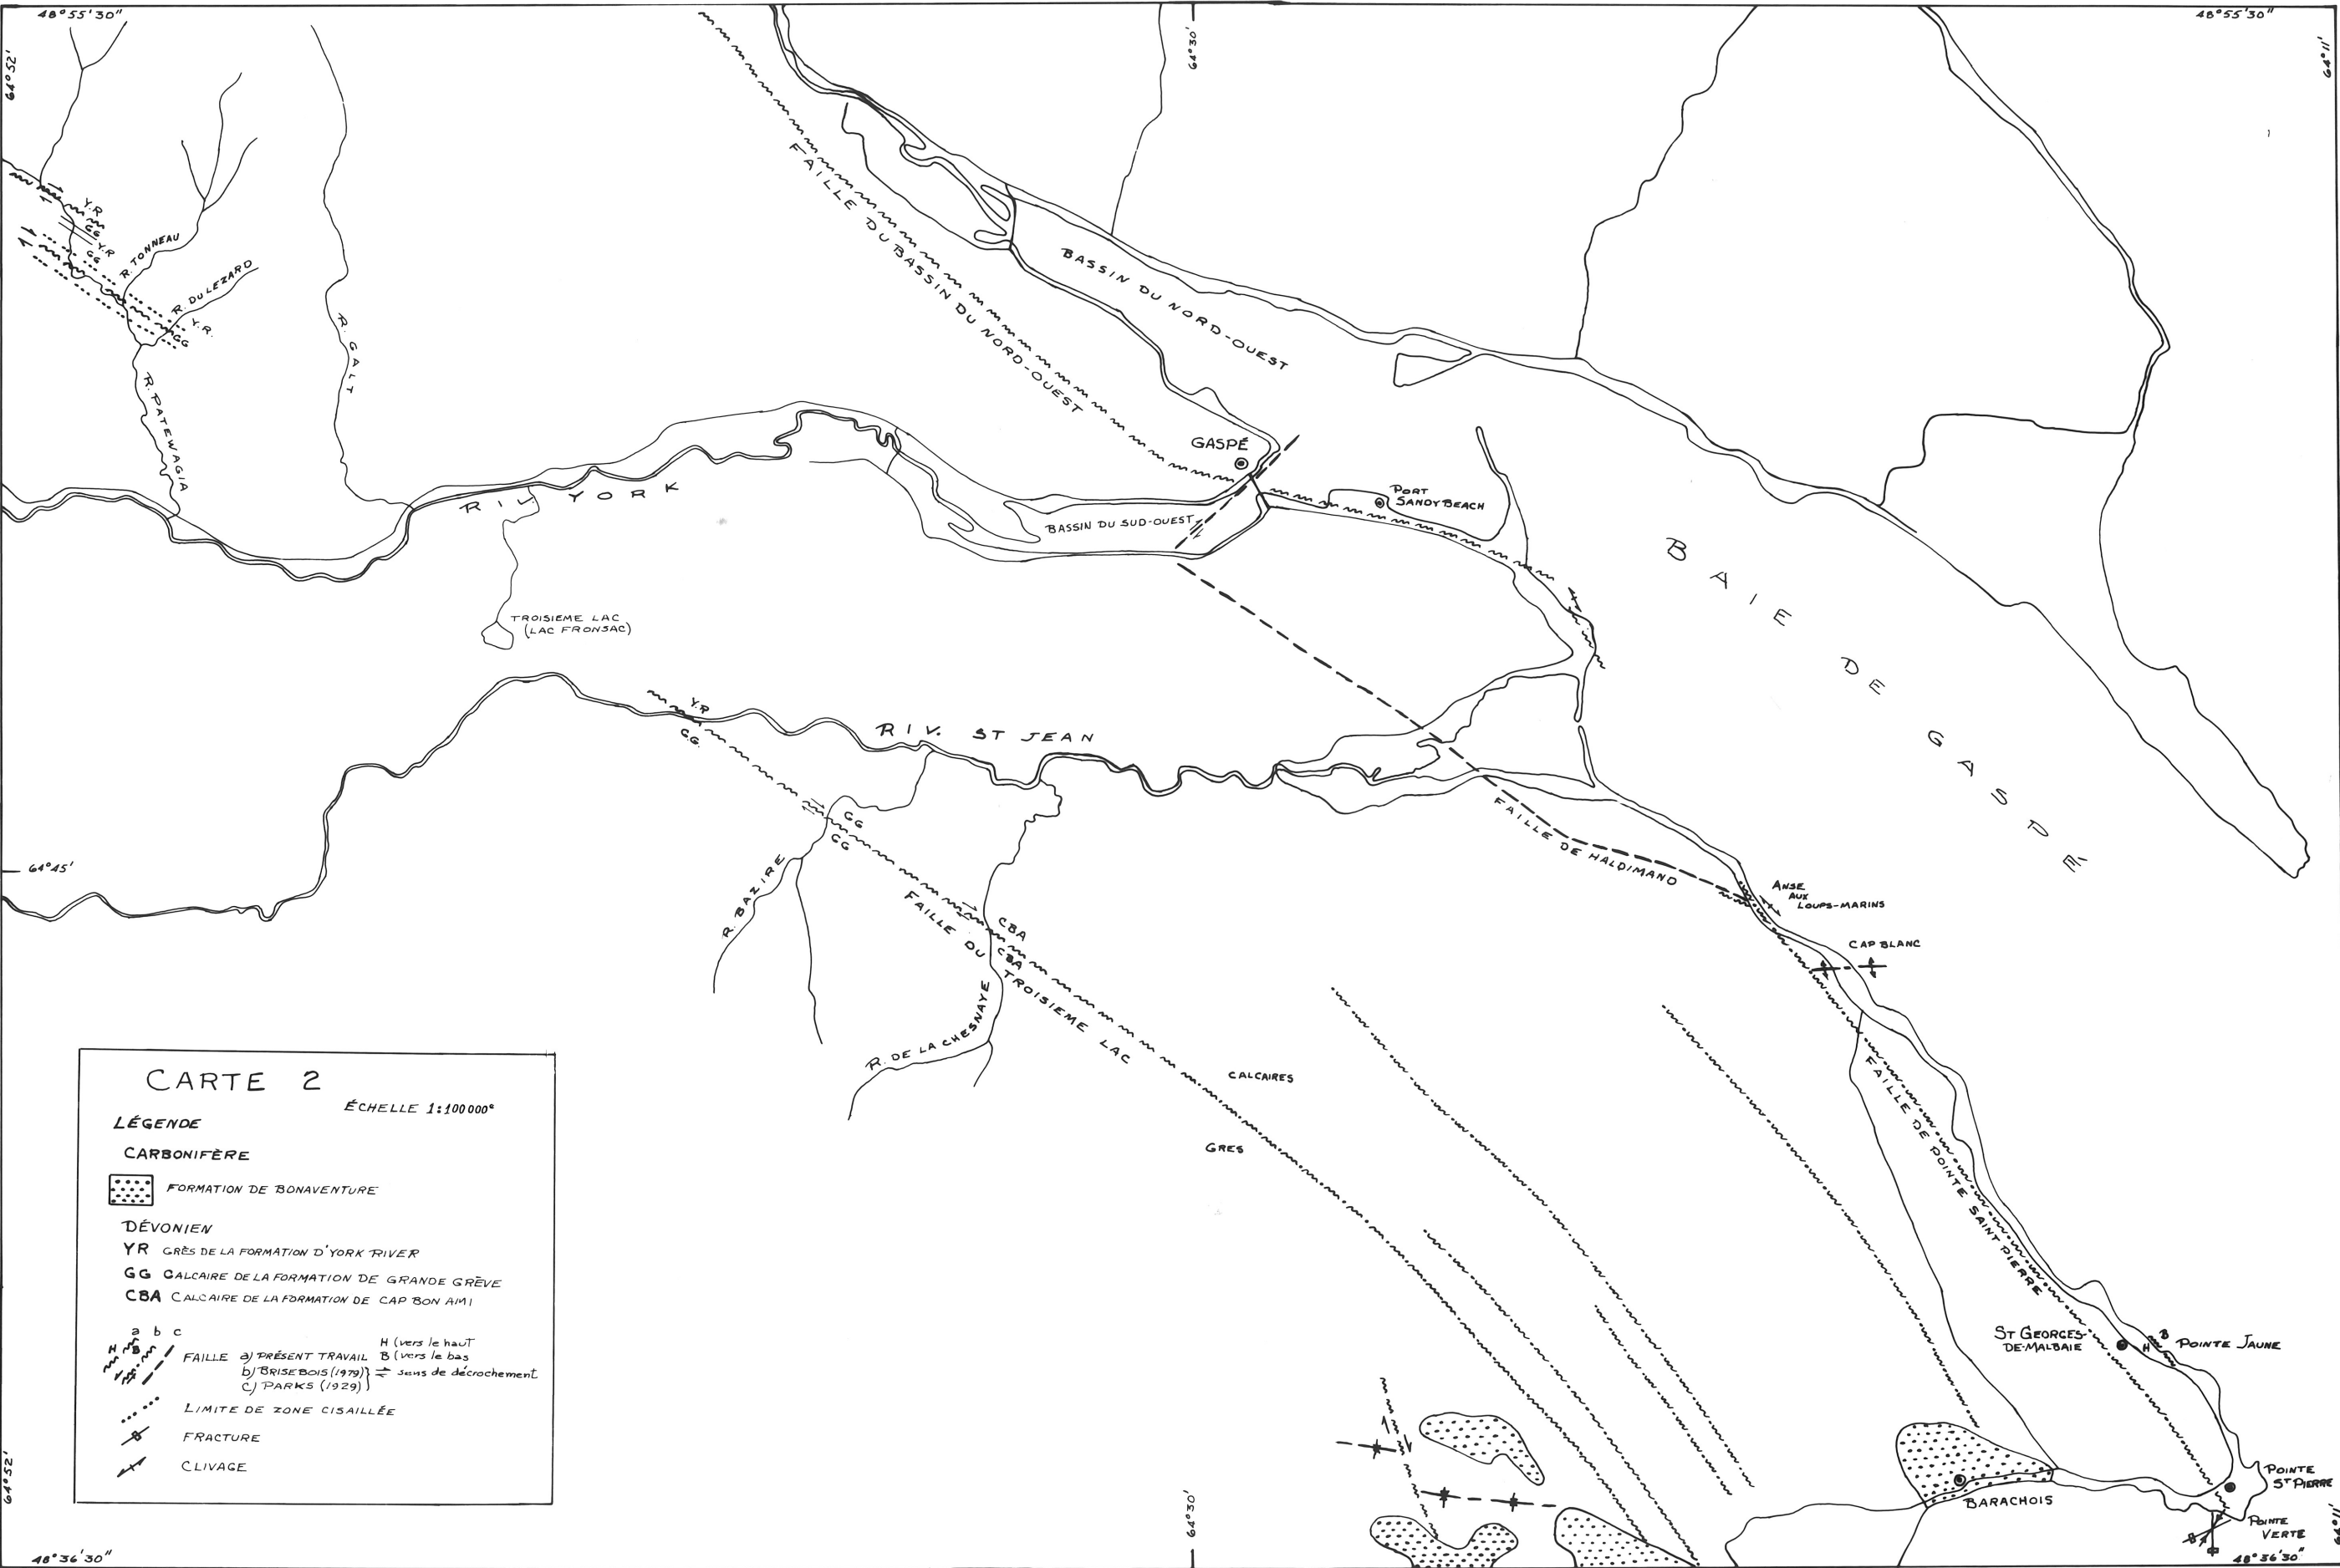 48°55'30"
64°52'
64°30'
48°55'30"
64°11'
Y.R
GG
Y.R
GG
R. TONNEAU
R. DU LEZARD
Y.R.
GG
R. GALT
R. PATEWAGIA
FAILLE DU BASSIN DU NORD-OUEST
BASSIN DU NORD-OUEST
GASPÉ
PORT
SANDY BEACH
RIV. YORK
BASSIN DU SUD-OUEST
BAIE DE GASPÉ
TROISIEME LAC
(LAC FRONSAC)
Y.R
GG.
RIV. ST JEAN
GG
GG
FAILLE DE HALDIMAND
64°45'
R. BAZIRE
FAILLE DU TROISIEME LAC
CBA
CBA
ANSE
AUX
LOUPS-MARINS
CAP BLANC
R. DE LA CHESNAYE
CALCAIRES
GRES
FAILLE DE POINTE SAINT PIERRE
ST GEORGES-
DE-MALBAIE
H
B
POINTE JAUNE
BARACHOIS
POINTE
ST PIERRE
POINTE
VERTE
CARTE 2
ÉCHELLE 1:100 000e
LÉGENDE
CARBONIFÈRE
FORMATION DE BONAVENTURE
DÉVONIEN
YR GRÈS DE LA FORMATION D'YORK RIVER
GG CALCAIRE DE LA FORMATION DE GRANDE GRÈVE
CBA CALCAIRE DE LA FORMATION DE CAP BON AMI
a b c
H B
FAILLE a) PRÉSENT TRAVAIL
b) BRISEBOIS (1979)}
c) PARKS (1929)
H (vers le haut
B (vers le bas
⇌ sens de décrochement
LIMITE DE ZONE CISAILLÉE
FRACTURE
CLIVAGE
64°52'
48°36'30"
64°30'
64°11'
48°36'30"